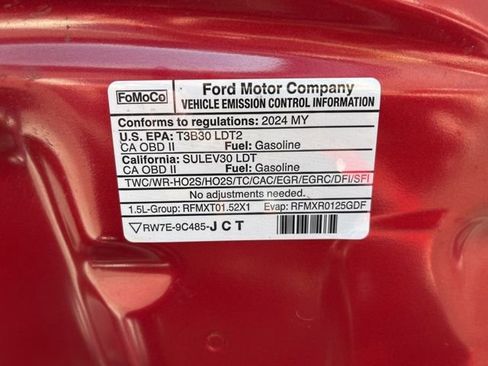 FoMoCo
Ford Motor Company
VEHICLE EMISSION CONTROL INFORMATION
Conforms to regulations: 2024 MY
U.S. EPA: T3B30 LDT2
CA OBD II Fuel: Gasoline
California: SULEV30 LDT
CA OBD II Fuel: Gasoline
TWC/WR-HO2S/HO2S/TC/CAC/EGR/EGRC/DFI/SFI
No adjustments needed.
1.5L-Group: RFMXT01.52X1 Evap: RFMXR0125GDF
RW7E-9C485-JCT